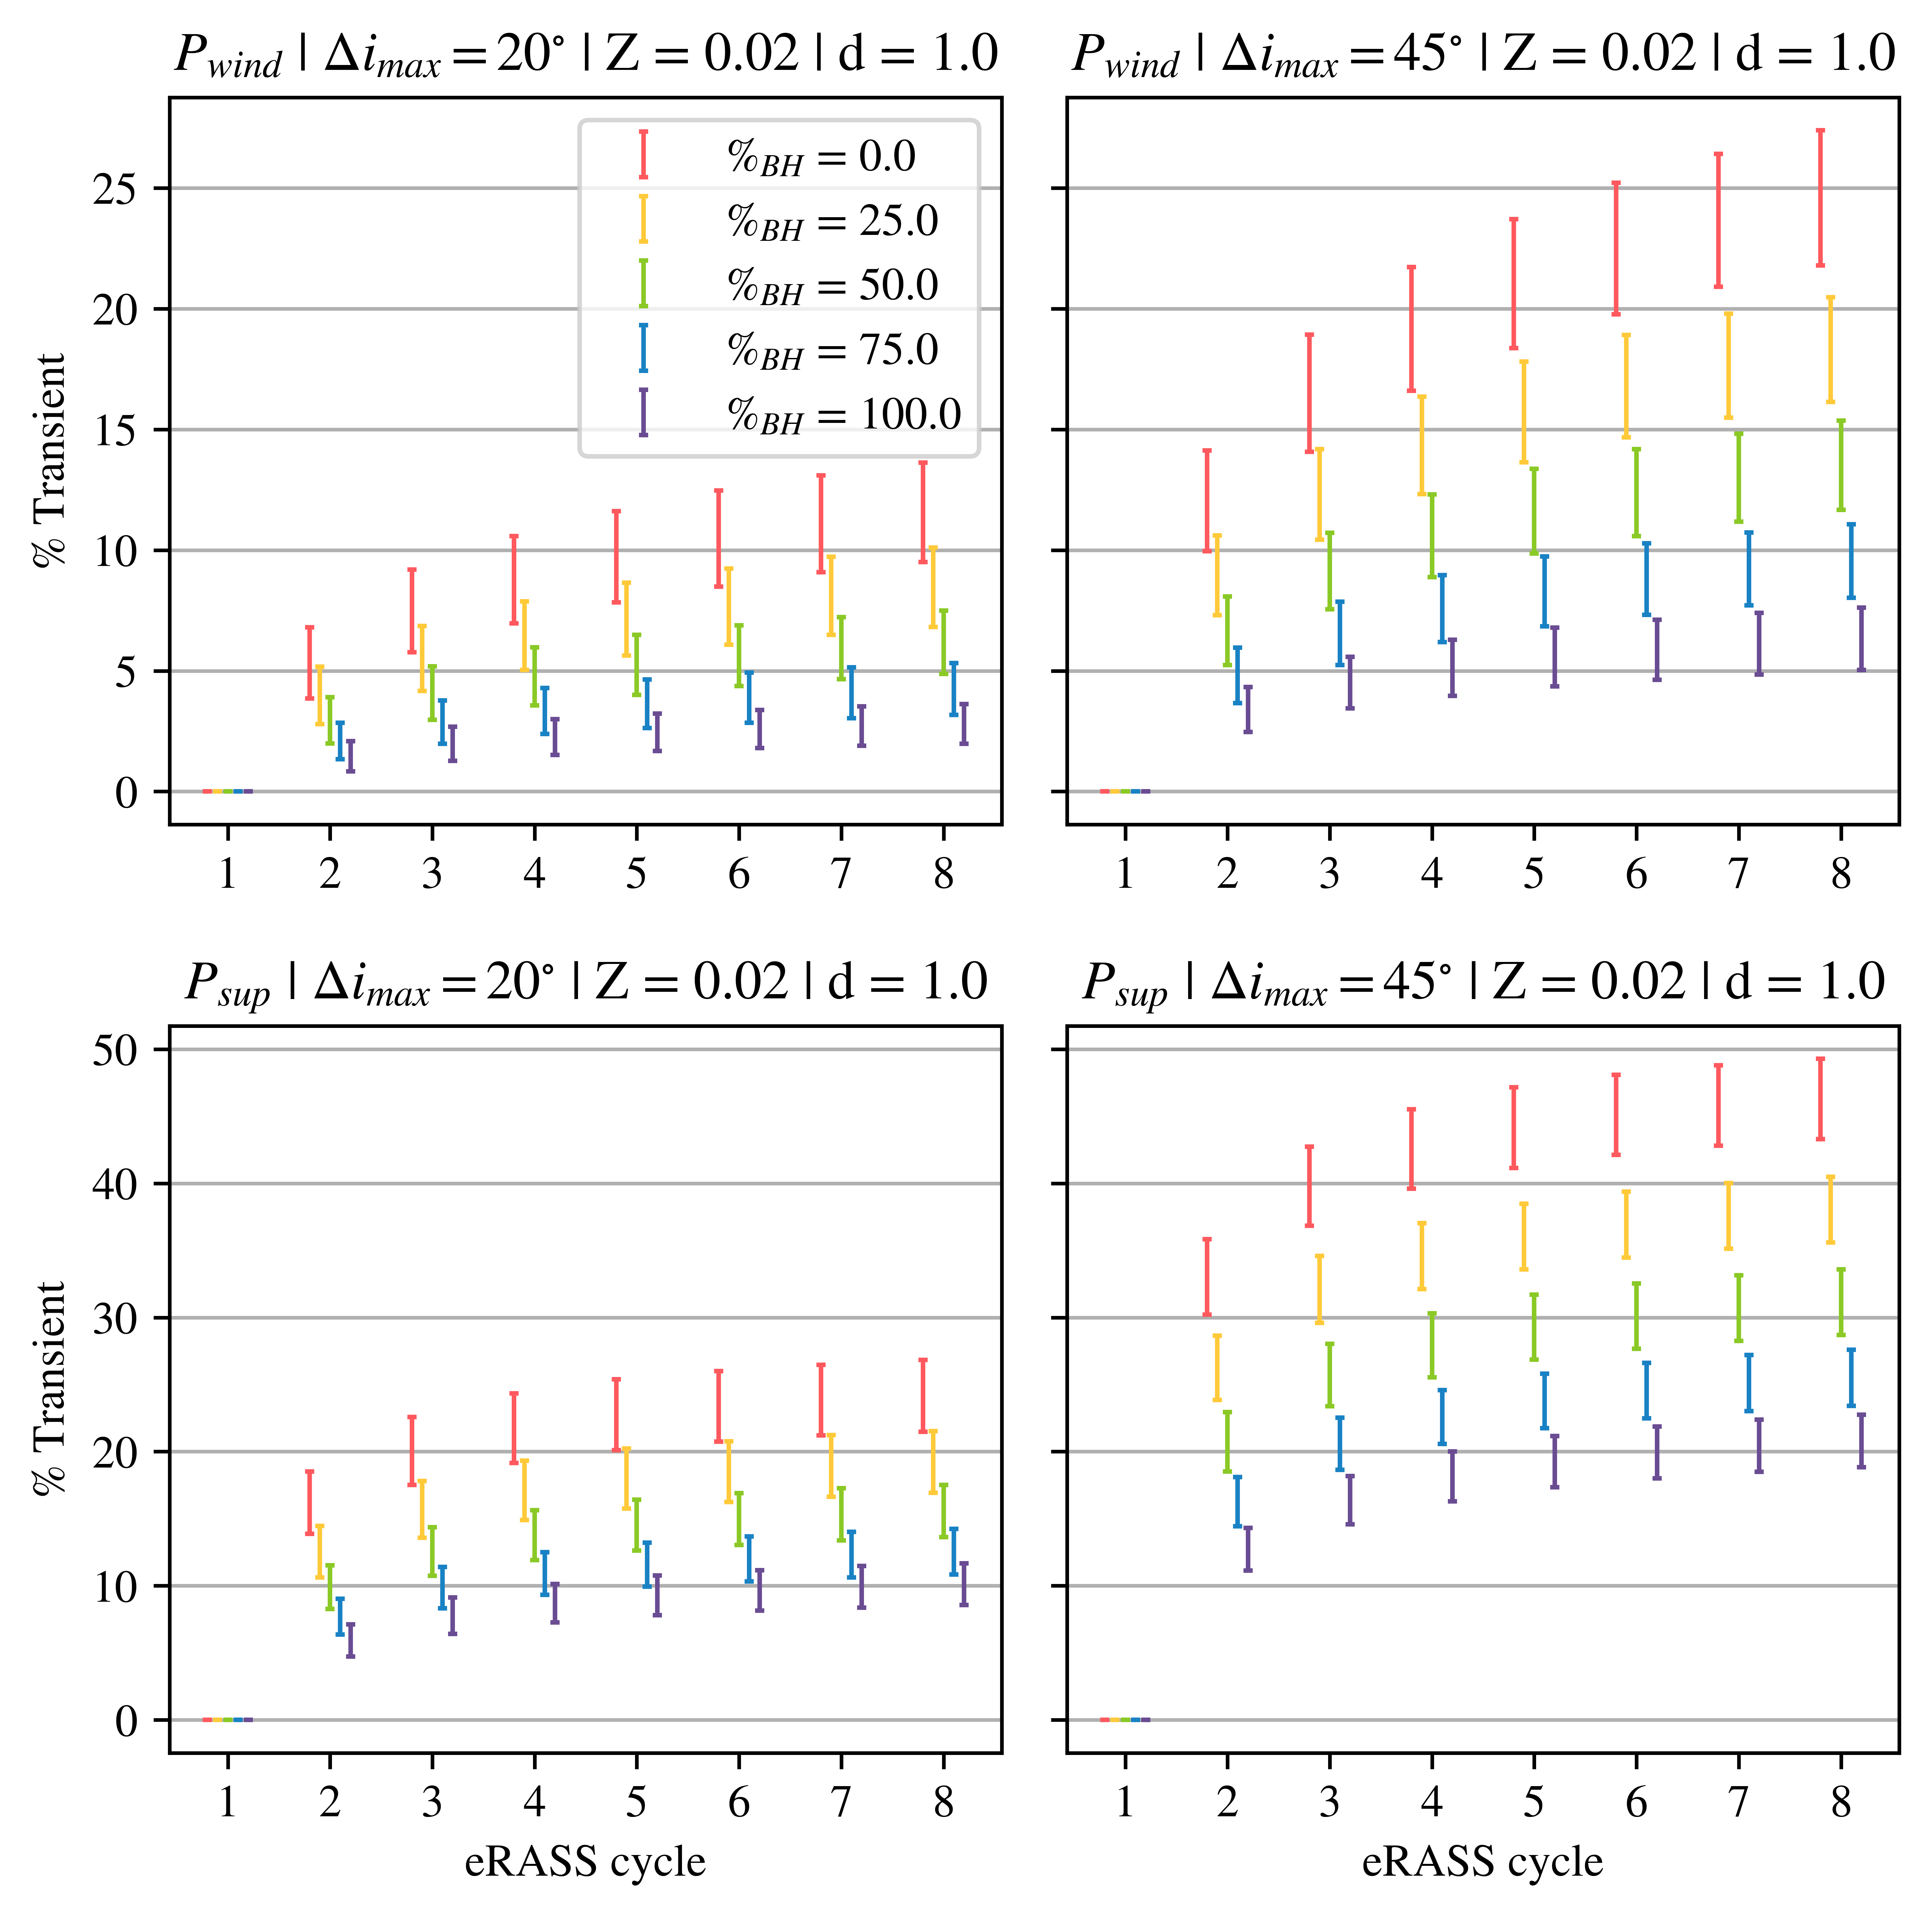 P_wind | Δi_max = 20° | Z = 0.02 | d = 1.0
P_wind | Δi_max = 45° | Z = 0.02 | d = 1.0
% Transient
25
20
15
10
5
0
%_BH = 0.0
%_BH = 25.0
%_BH = 50.0
%_BH = 75.0
%_BH = 100.0
1 2 3 4 5 6 7 8
1 2 3 4 5 6 7 8
P_sup | Δi_max = 20° | Z = 0.02 | d = 1.0
P_sup | Δi_max = 45° | Z = 0.02 | d = 1.0
% Transient
50
40
30
20
10
0
1 2 3 4 5 6 7 8
1 2 3 4 5 6 7 8
eRASS cycle
eRASS cycle